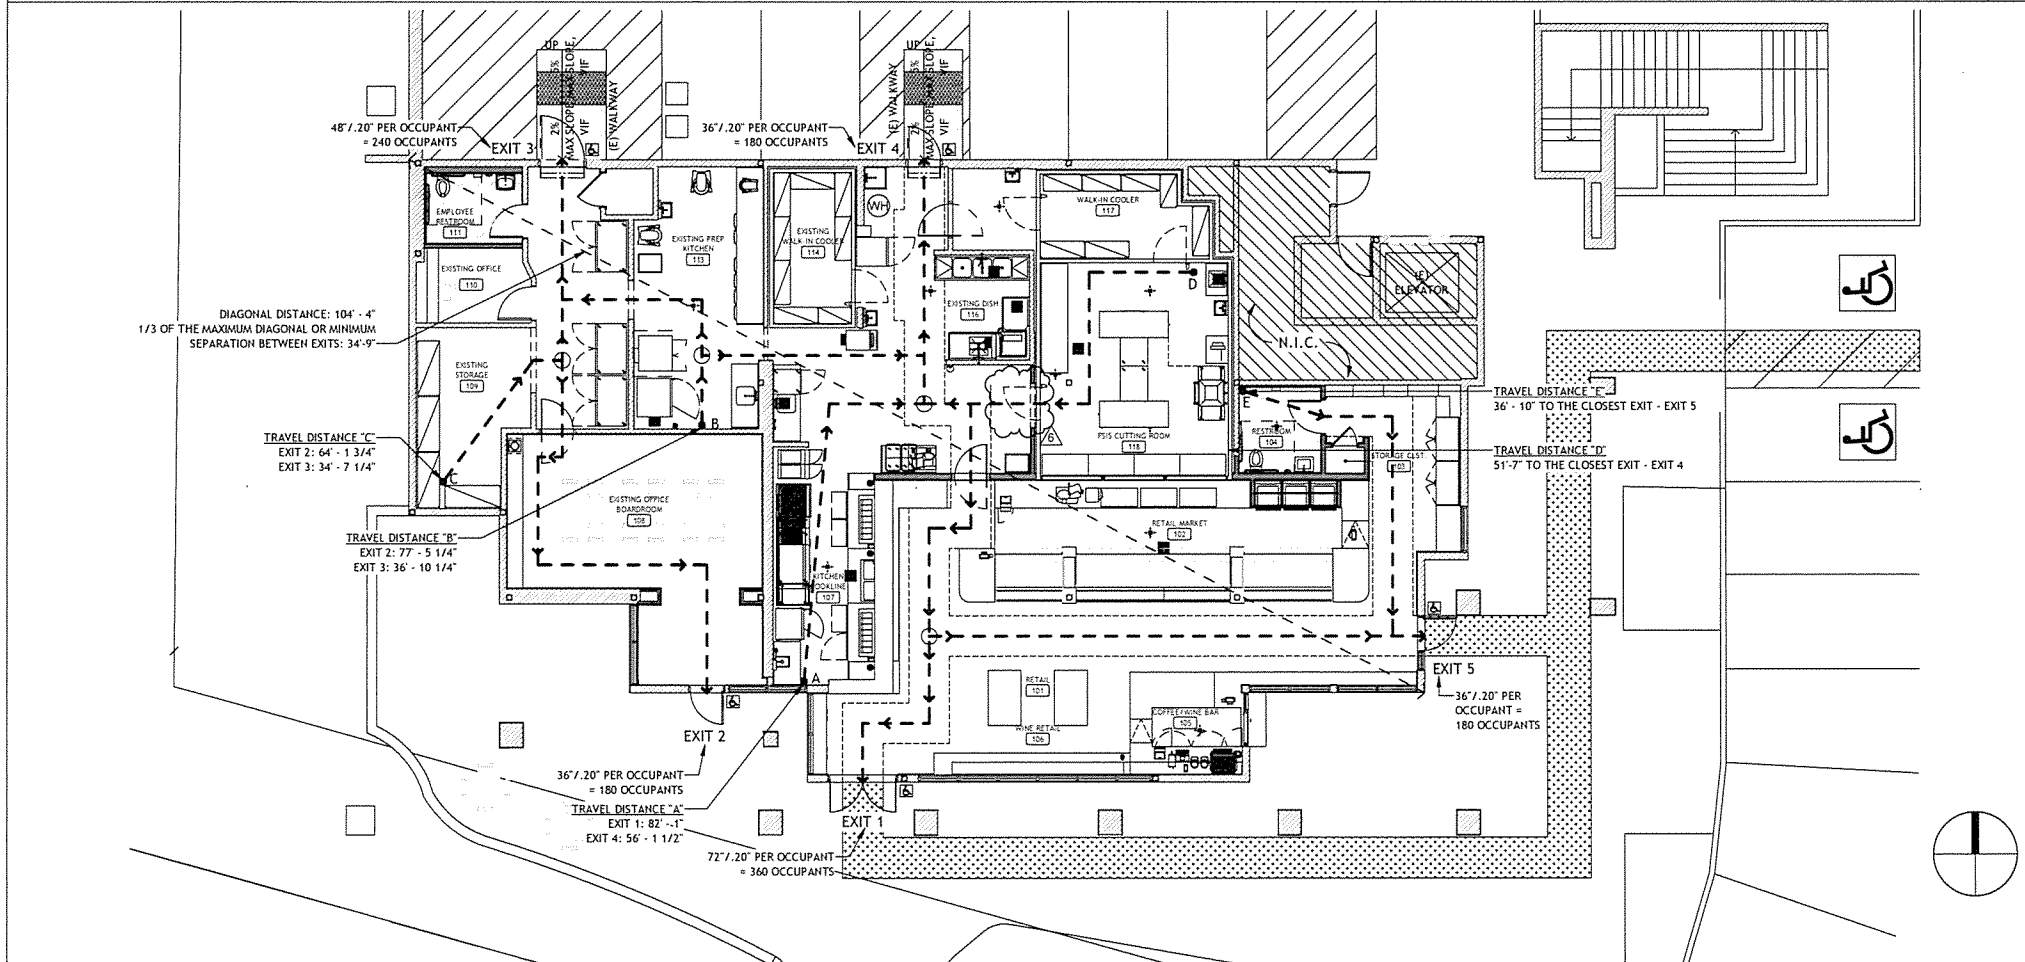 UP
5%
MAX SLOPE,
VIF
2%
MAX SLOPE,
VIF
(E) WALKWAY
UP
5%
MAX SLOPE,
VIF
2%
MAX SLOPE,
VIF
(E) WALKWAY
48"/.20" PER OCCUPANT
= 240 OCCUPANTS
EXIT 3
36"/.20" PER OCCUPANT
= 180 OCCUPANTS
EXIT 4
EMPLOYEE
RESTROOM
111
EXISTING OFFICE
110
EXISTING
STORAGE
109
EXISTING PREP
KITCHEN
113
EXISTING
WALK IN COOLER
114
WH
WALK-IN COOLER
117
EXISTING DISH
116
D
(E)
ELEVATOR
N.I.C.
DIAGONAL DISTANCE: 104' - 4"
1/3 OF THE MAXIMUM DIAGONAL OR MINIMUM
SEPARATION BETWEEN EXITS: 34'-9"
TRAVEL DISTANCE "E"
36' - 10" TO THE CLOSEST EXIT - EXIT 5
E
B
6
CUTTING ROOM
118
RESTROOM
104
STORAGE CLST.
103
TRAVEL DISTANCE "D"
51'-7" TO THE CLOSEST EXIT - EXIT 4
TRAVEL DISTANCE "C"
EXIT 2: 64' - 1 3/4"
EXIT 3: 34' - 7 1/4"
C
EXISTING OFFICE
BOARDROOM
108
RETAIL MARKET
102
TRAVEL DISTANCE "B"
EXIT 2: 77' - 5 1/4"
EXIT 3: 36' - 10 1/4"
KITCHEN
COOKLINE
107
A
RETAIL
101
WINE RETAIL
106
COFFEE/WINE BAR
105
EXIT 5
36"/.20" PER
OCCUPANT =
180 OCCUPANTS
EXIT 2
36"/.20" PER OCCUPANT
= 180 OCCUPANTS
TRAVEL DISTANCE "A"
EXIT 1: 82' - 1"
EXIT 4: 56' - 1 1/2"
EXIT 1
72"/.20" PER OCCUPANT
= 360 OCCUPANTS